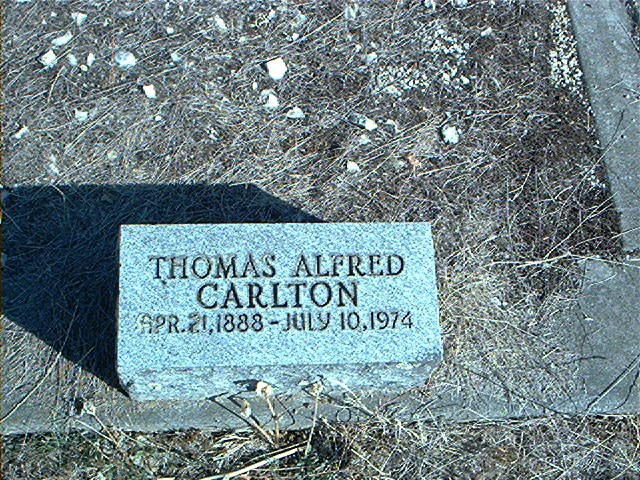 THOMAS ALFRED
CARLTON
APR. 21, 1888 - JULY 10, 1974